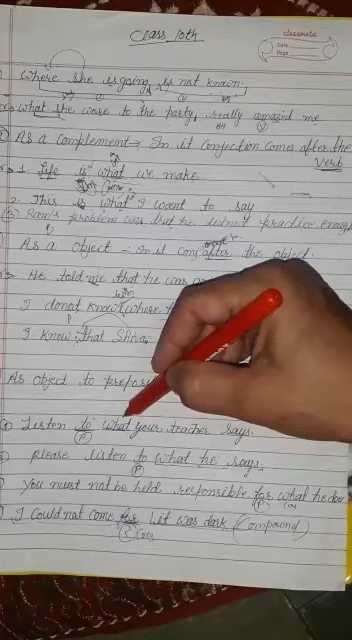 Class 10th
classmate
Date
Page
Where she is going, is not known.
what she wore to the party, really amazed me
(V)
As a complement → In it conjection comes after the
Verb
1. Life is what we make
2. This is what I want to say
(3) Ram's problem was that he did not practice enough
As a object - In it conj after the object.
He told me that he was
I donot know (where
I know that Shiva
As object to prepos
Listen to what your teacher says.
(P)
please listen to what he says,
(P)
You must not be held responsible for what he does
(P)
I Could not come for it was dark (Compound)